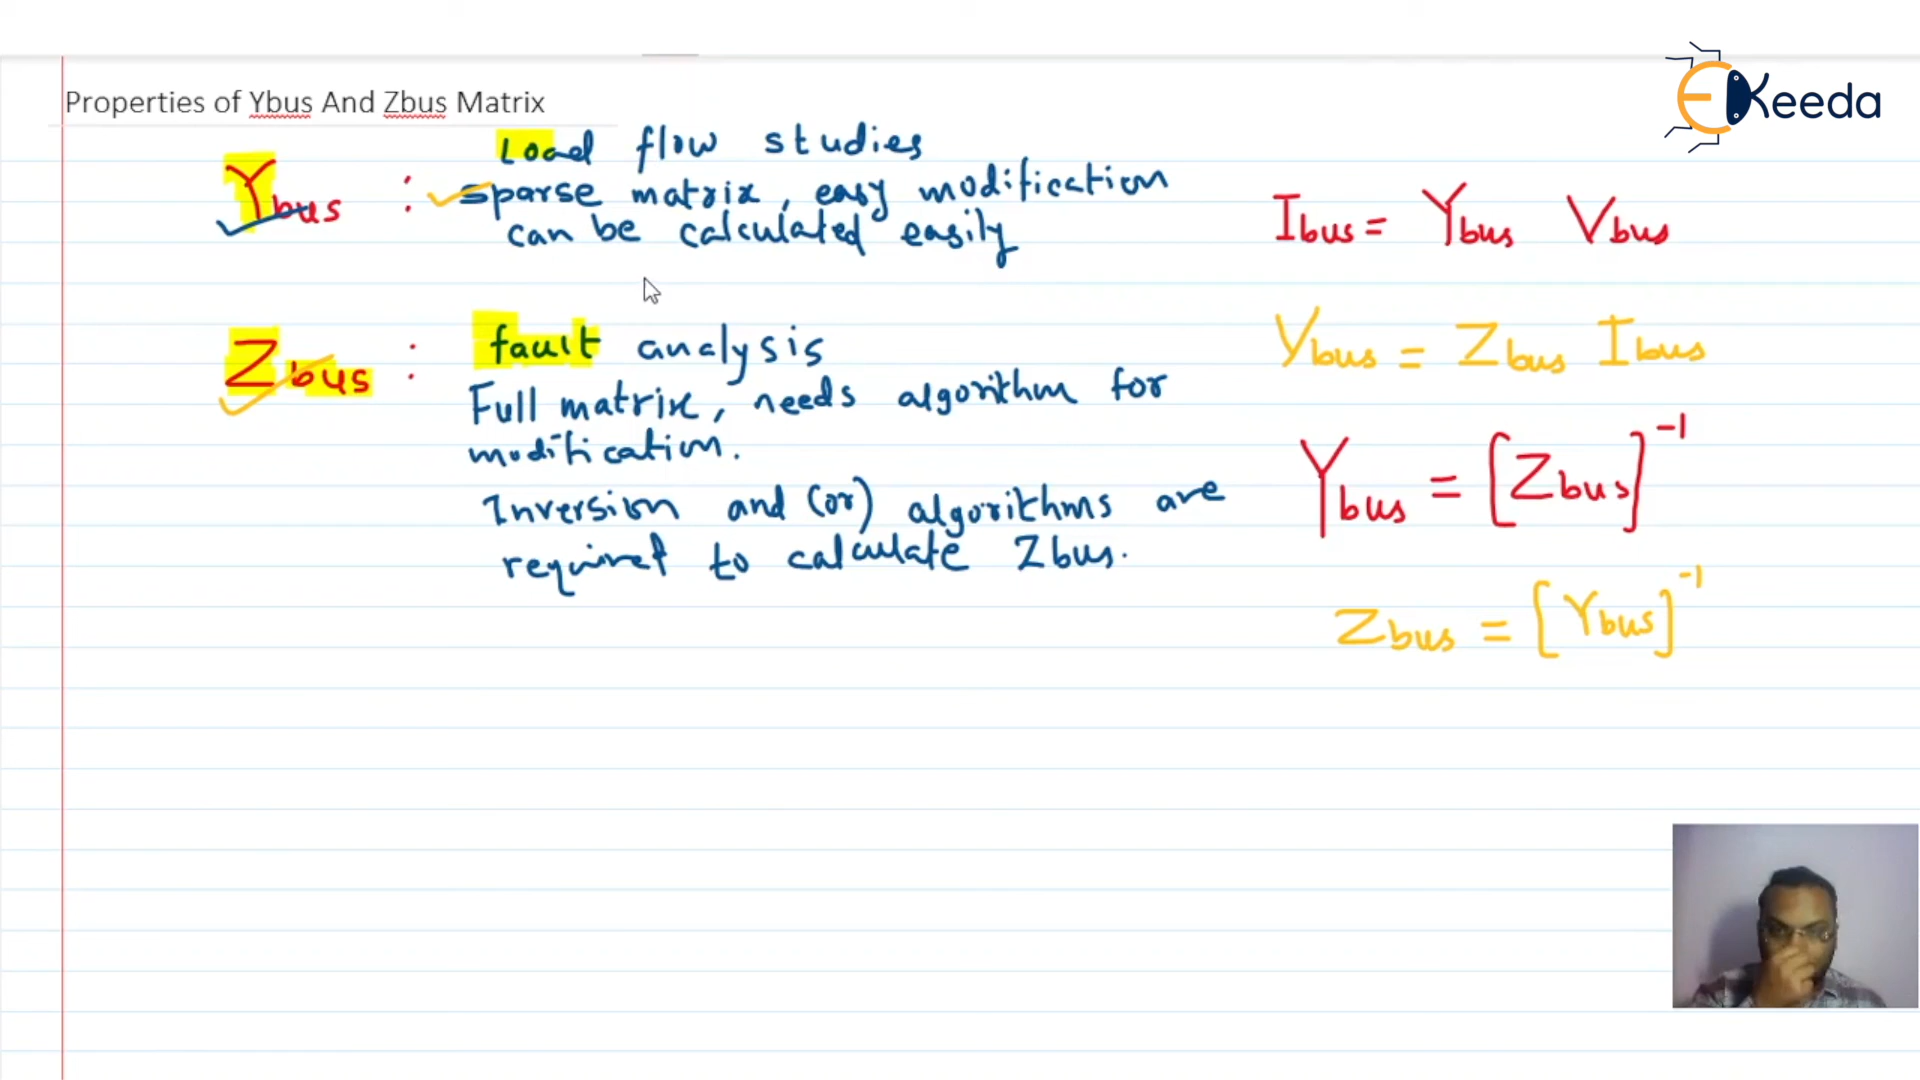 Keeda
Properties of Ybus And Zbus Matrix
Ybus : Load flow studies
sparse matrix, easy modification
can be calculated easily
Zbus : fault analysis
Full matrix, needs algorithm for
modification.
Inversion and (or) algorithms are
required to calculate Zbus.
Ibus = Ybus Vbus
Vbus = Zbus Ibus
Ybus = [Zbus]⁻¹
Zbus = [Ybus]⁻¹